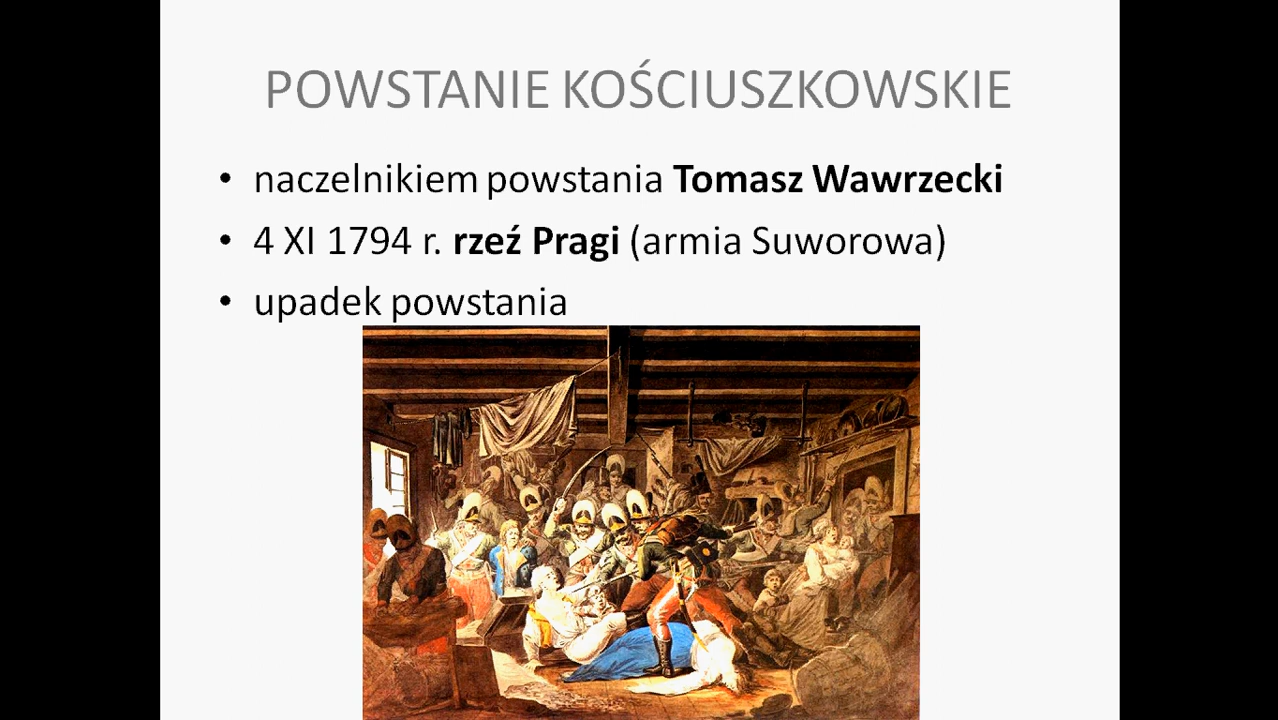 POWSTANIE KOŚCIUSZKOWSKIE
• naczelnikiem powstania Tomasz Wawrzecki
• 4 XI 1794 r. rzeź Pragi (armia Suworowa)
• upadek powstania